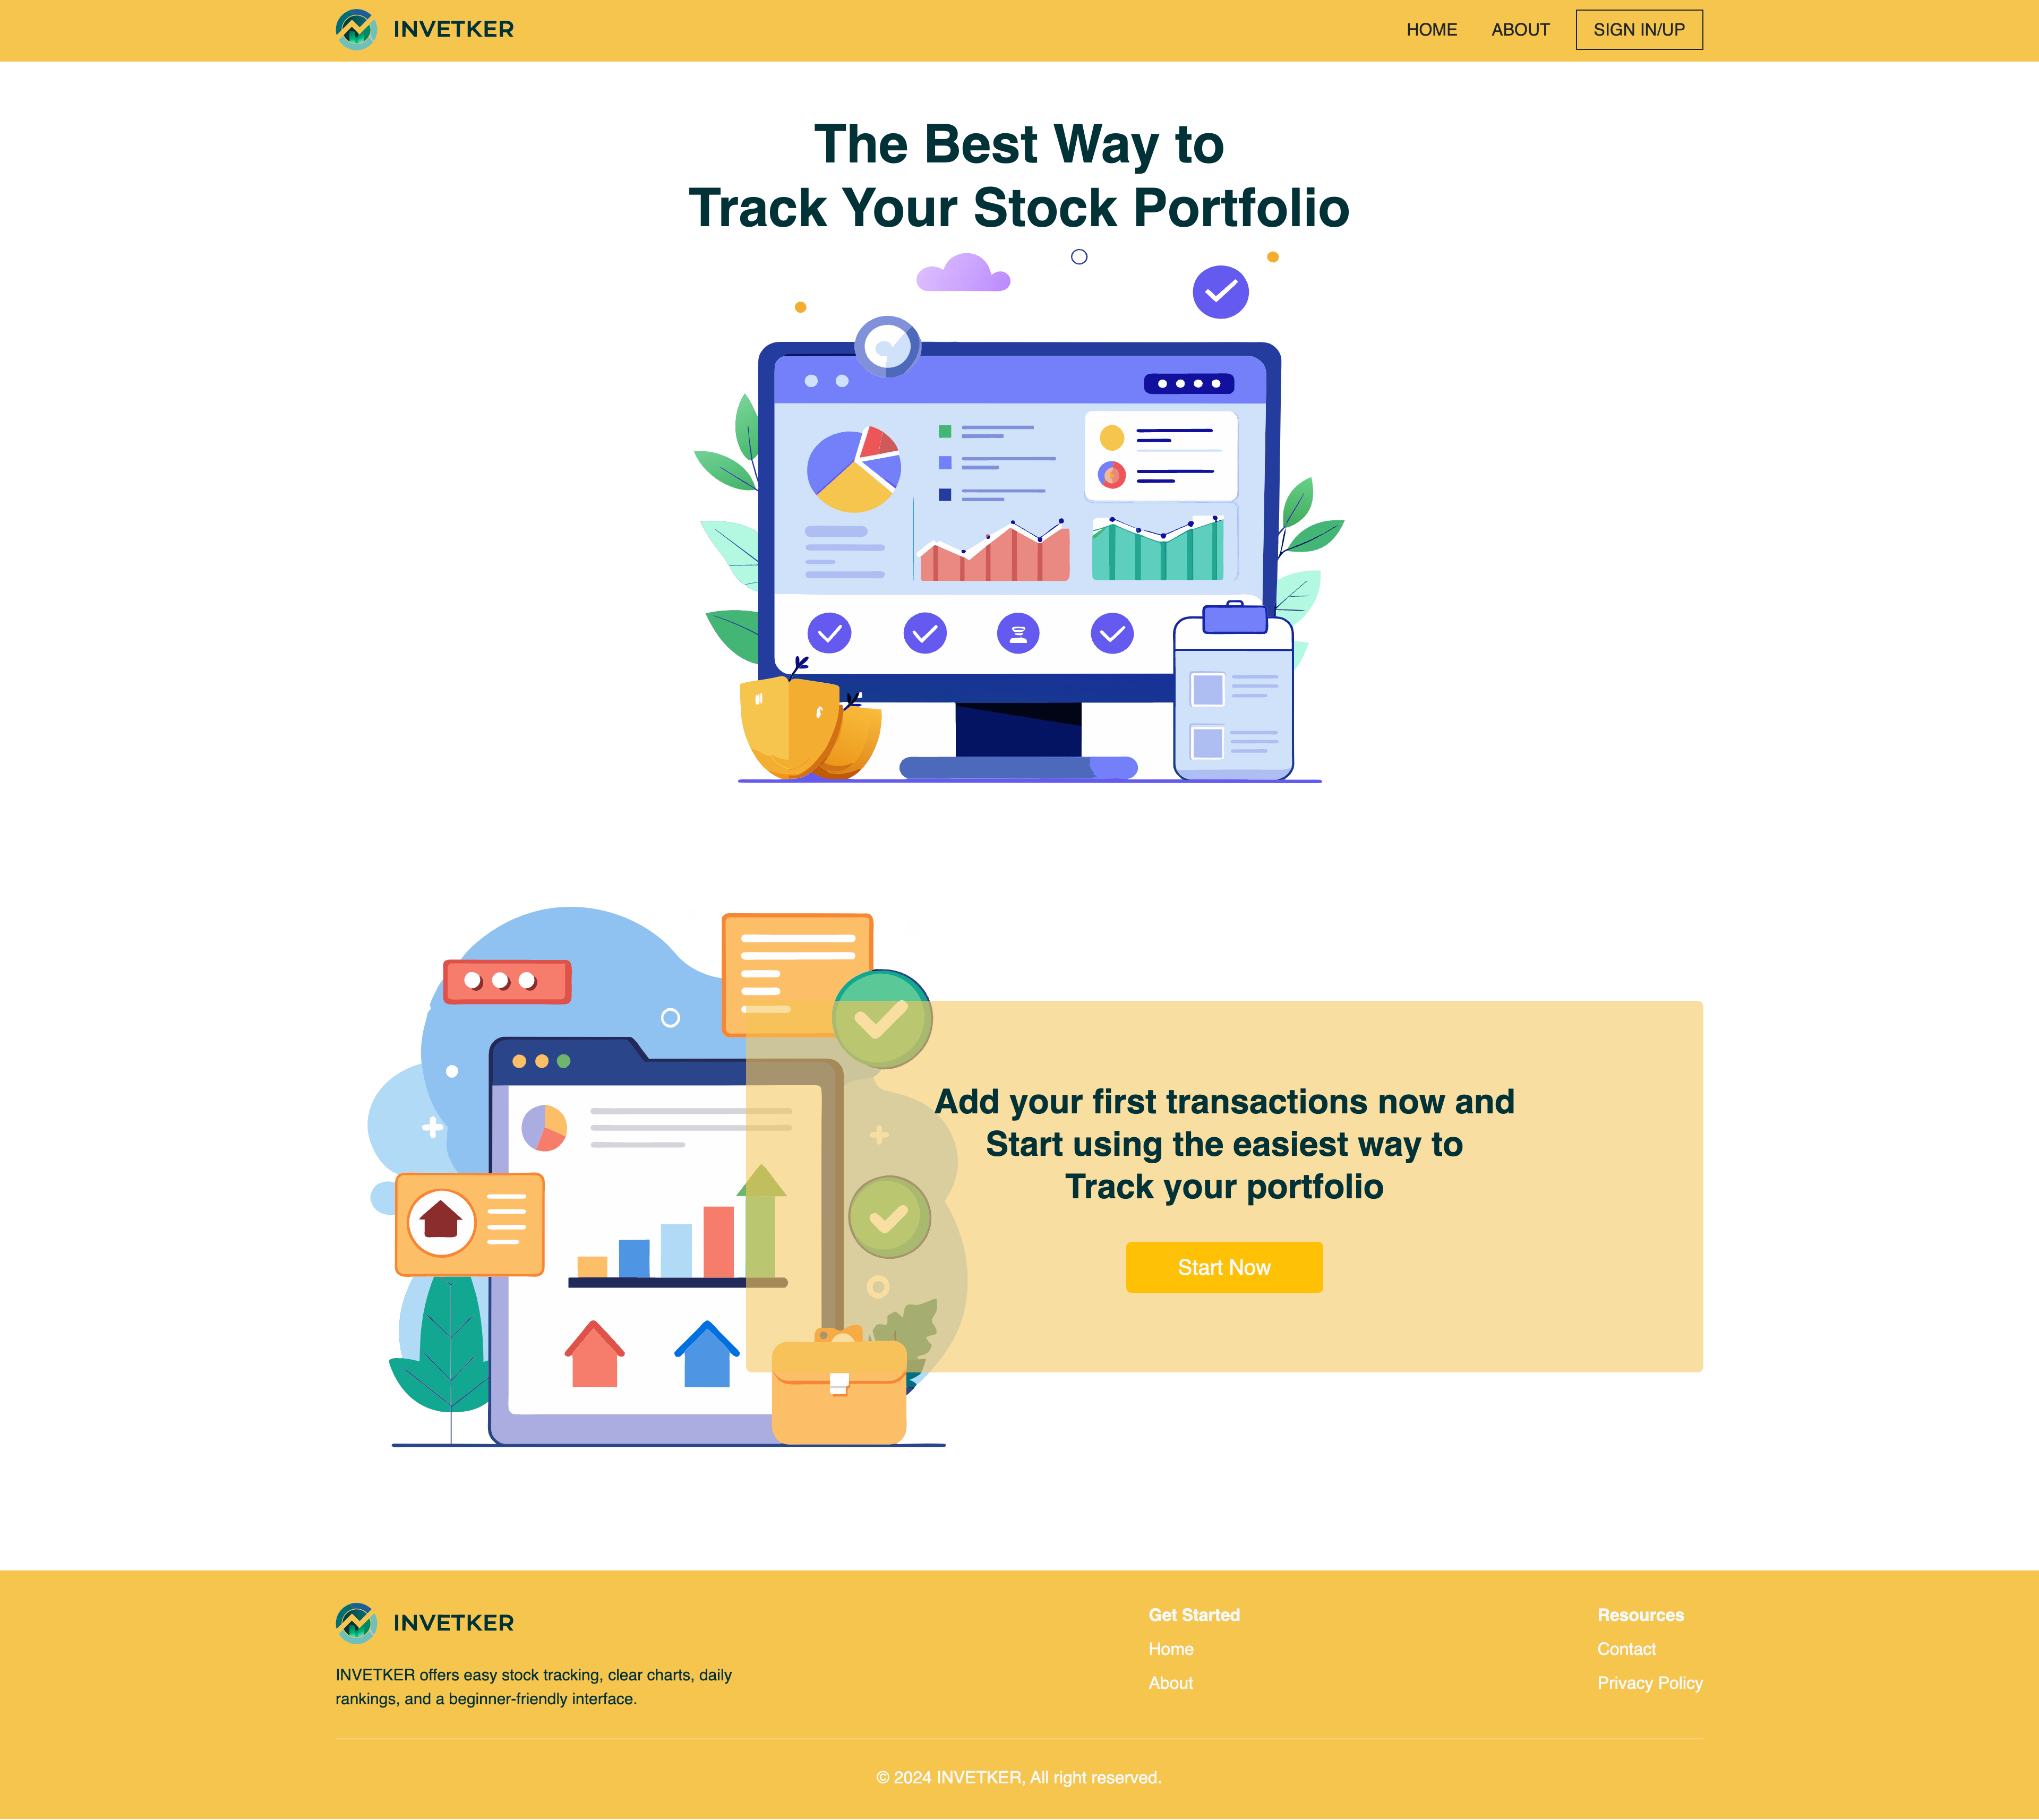 INVETKER
HOME
ABOUT
SIGN IN/UP
The Best Way to
Track Your Stock Portfolio
Add your first transactions now and
Start using the easiest way to
Track your portfolio
Start Now
INVETKER
INVETKER offers easy stock tracking, clear charts, daily
rankings, and a beginner-friendly interface.
Get Started
Home
About
Resources
Contact
Privacy Policy
© 2024 INVETKER, All right reserved.